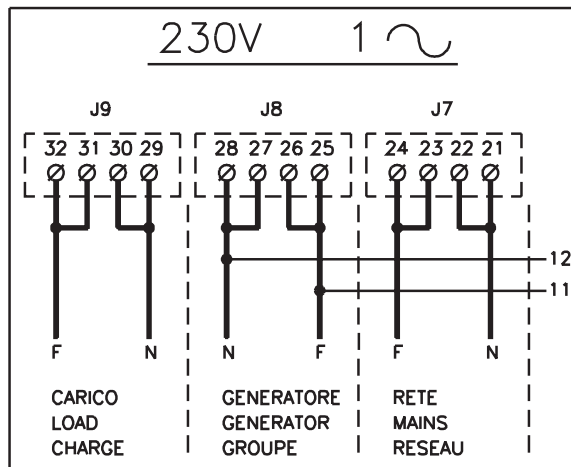 230V 1
J9 J8 J7
32 31 30 29 28 27 26 25 24 23 22 21
12
11
F N N F F N
CARICO GENERATORE RETE
LOAD GENERATOR MAINS
CHARGE GROUPE RESEAU